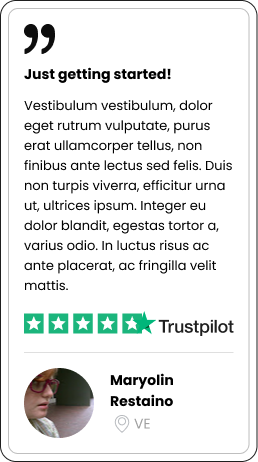 Just getting started!
Vestibulum vestibulum, dolor
eget rutrum vulputate, purus
erat ullamcorper tellus, non
finibus ante lectus sed felis. Duis
non turpis viverra, efficitur urna
ut, ultrices ipsum. Integer eu
dolor blandit, egestas tortor a,
varius odio. In luctus risus ac
ante placerat, ac fringilla velit
mattis.
Trustpilot
Maryolin
Restaino
VE